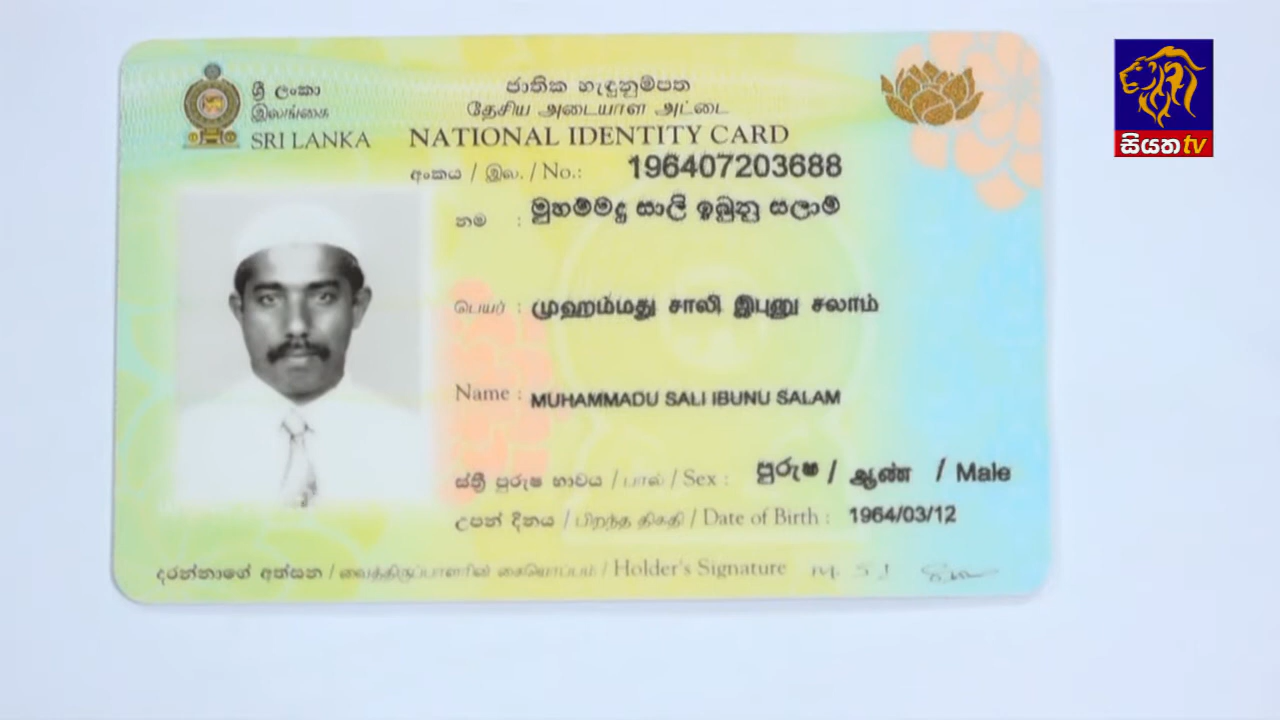 ශ්‍රී ලංකා
இலங்கை
SRI LANKA
ජාතික හැඳුනුම්පත
தேசிய அடையாள அட்டை
NATIONAL IDENTITY CARD
අංකය / இல. / No.: 196407203688
නම : මුහම්මදු සාලි ඉබුනු සලාම්
பெயர் : முஹம்மது சாலி இபுனு சலாம்
Name : MUHAMMADU SALI IBUNU SALAM
ස්ත්‍රී පුරුෂ භාවය / பால் / Sex : පුරුෂ / ஆண் / Male
උපන් දිනය / பிறந்த திகதி / Date of Birth : 1964/03/12
දරන්නාගේ අත්සන / வைத்திருப்பாளரின் கையொப்பம் / Holder's Signature
සියත tv